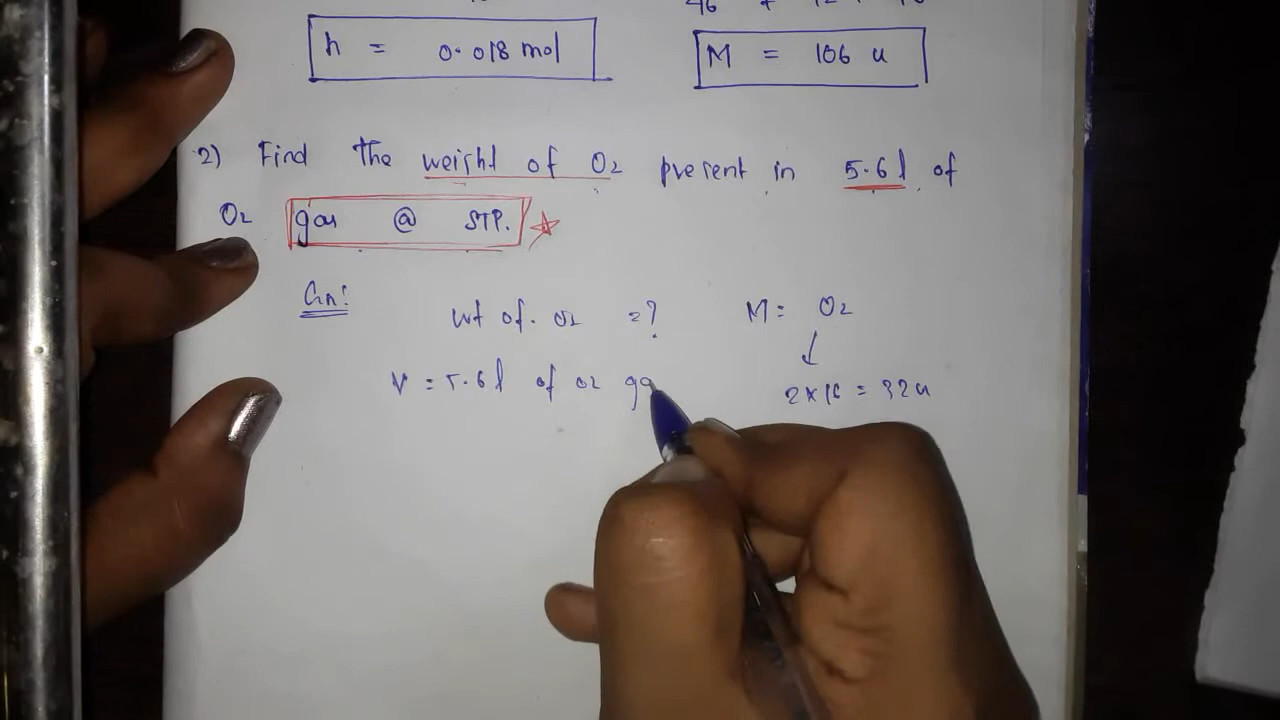 n = 0.018 mol
M = 106 u
2) Find the weight of O2 present in 5.6 l of
O2 gas @ STP.
Gn:
wt of. O2 = ?
M = O2
V = 5.6 l of O2 ga
2 x 16 = 32 u